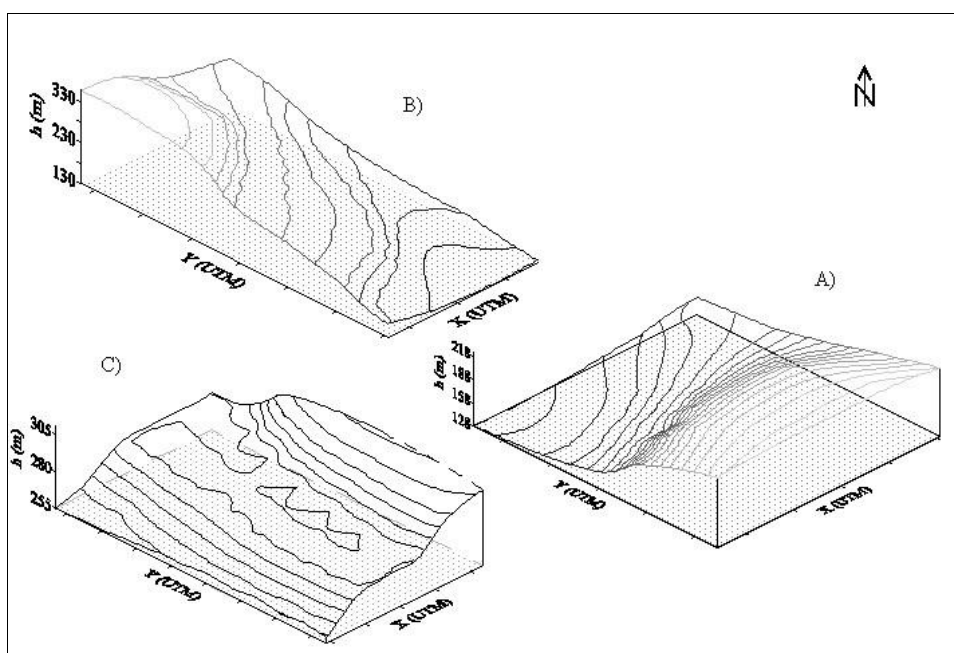 B)
N
330
230
130
h (m)
Y (UTM)
X (UTM)
A)
218
188
158
128
h (m)
Y (UTM)
X (UTM)
C)
305
280
255
h (m)
Y (UTM)
X (UTM)